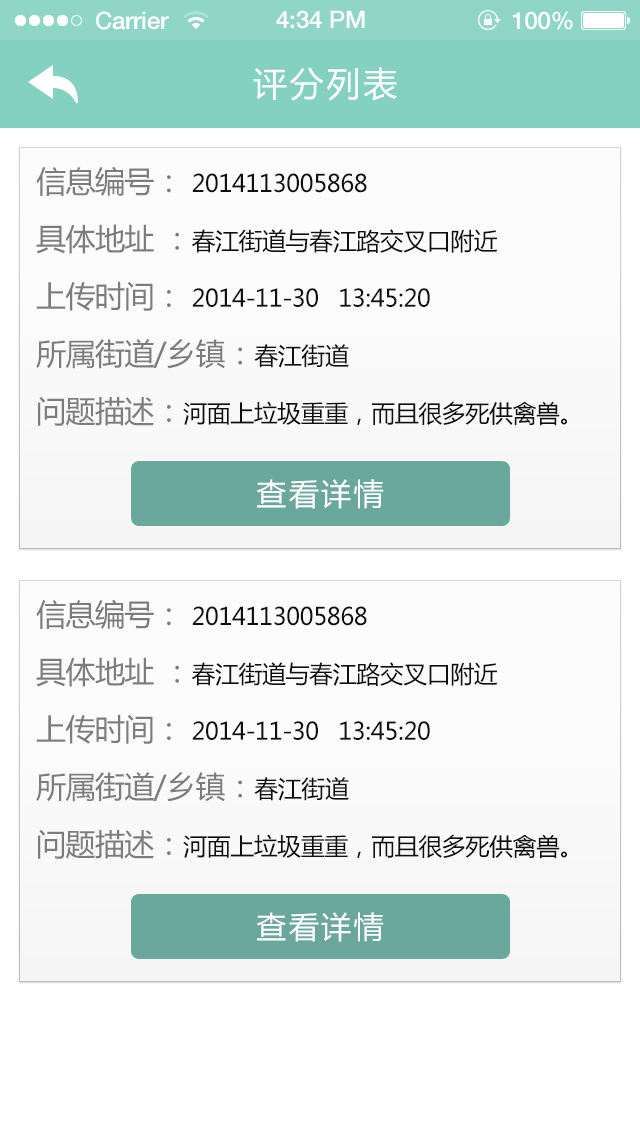 Carrier 4:34 PM 100%
评分列表
信息编号： 2014113005868
具体地址 ：春江街道与春江路交叉口附近
上传时间： 2014-11-30 13:45:20
所属街道/乡镇：春江街道
问题描述：河面上垃圾重重，而且很多死供禽兽。
查看详情
信息编号： 2014113005868
具体地址 ：春江街道与春江路交叉口附近
上传时间： 2014-11-30 13:45:20
所属街道/乡镇：春江街道
问题描述：河面上垃圾重重，而且很多死供禽兽。
查看详情